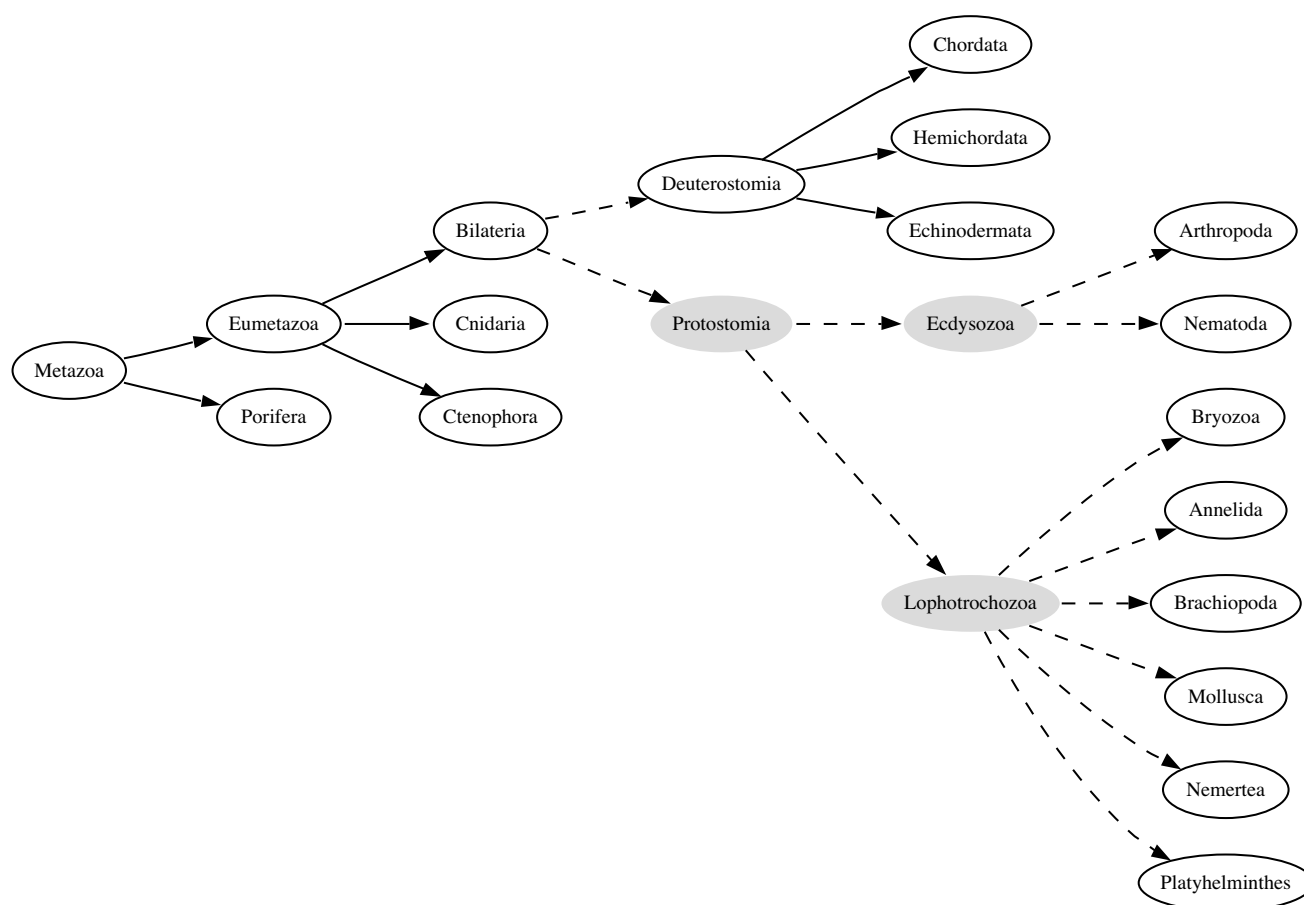 Chordata
Hemichordata
Deuterostomia
Bilateria
Echinodermata
Arthropoda
Eumetazoa
Cnidaria
Protostomia
Ecdysozoa
Nematoda
Metazoa
Porifera
Ctenophora
Bryozoa
Annelida
Lophotrochozoa
Brachiopoda
Mollusca
Nemertea
Platyhelminthes